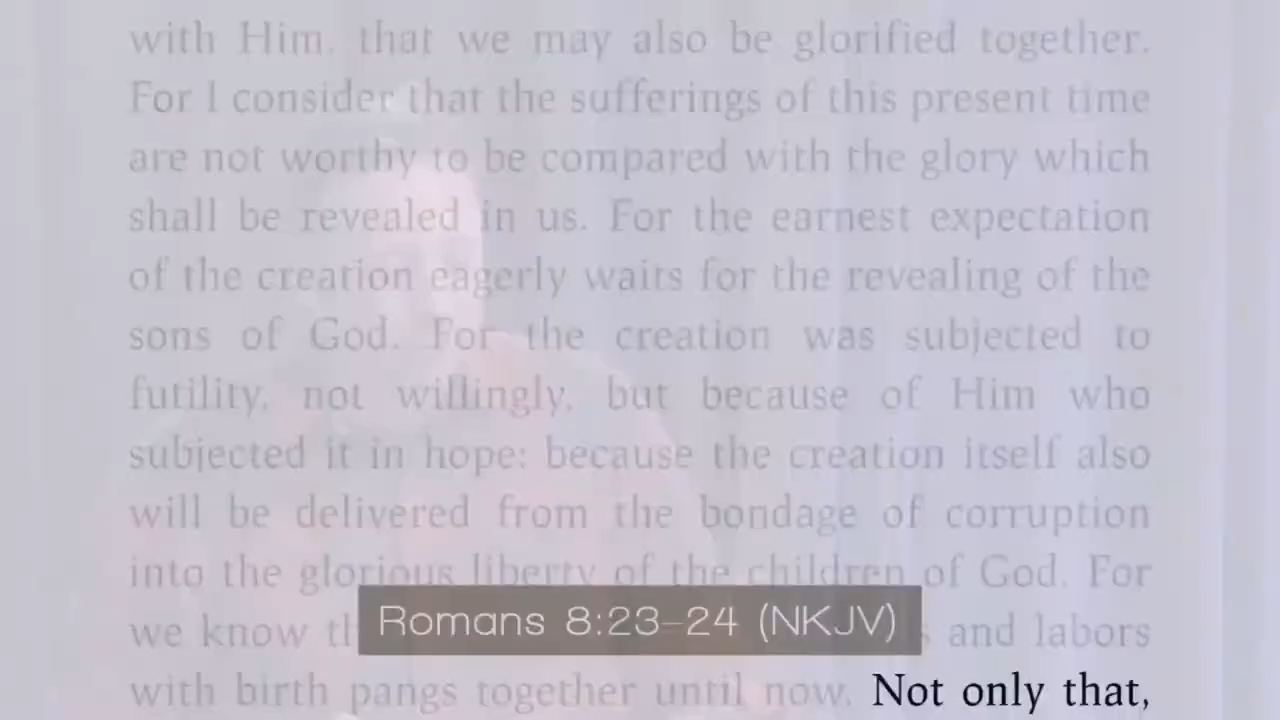 with Him, that we may also be glorified together.
For I consider that the sufferings of this present time
are not worthy to be compared with the glory which
shall be revealed in us. For the earnest expectation
of the creation eagerly waits for the revealing of the
sons of God. For the creation was subjected to
futility, not willingly, but because of Him who
subjected it in hope; because the creation itself also
will be delivered from the bondage of corruption
into the glorious liberty of the children of God. For
we know and labors
Romans 8:23–24 (NKJV)
with birth pangs together until now. Not only that,